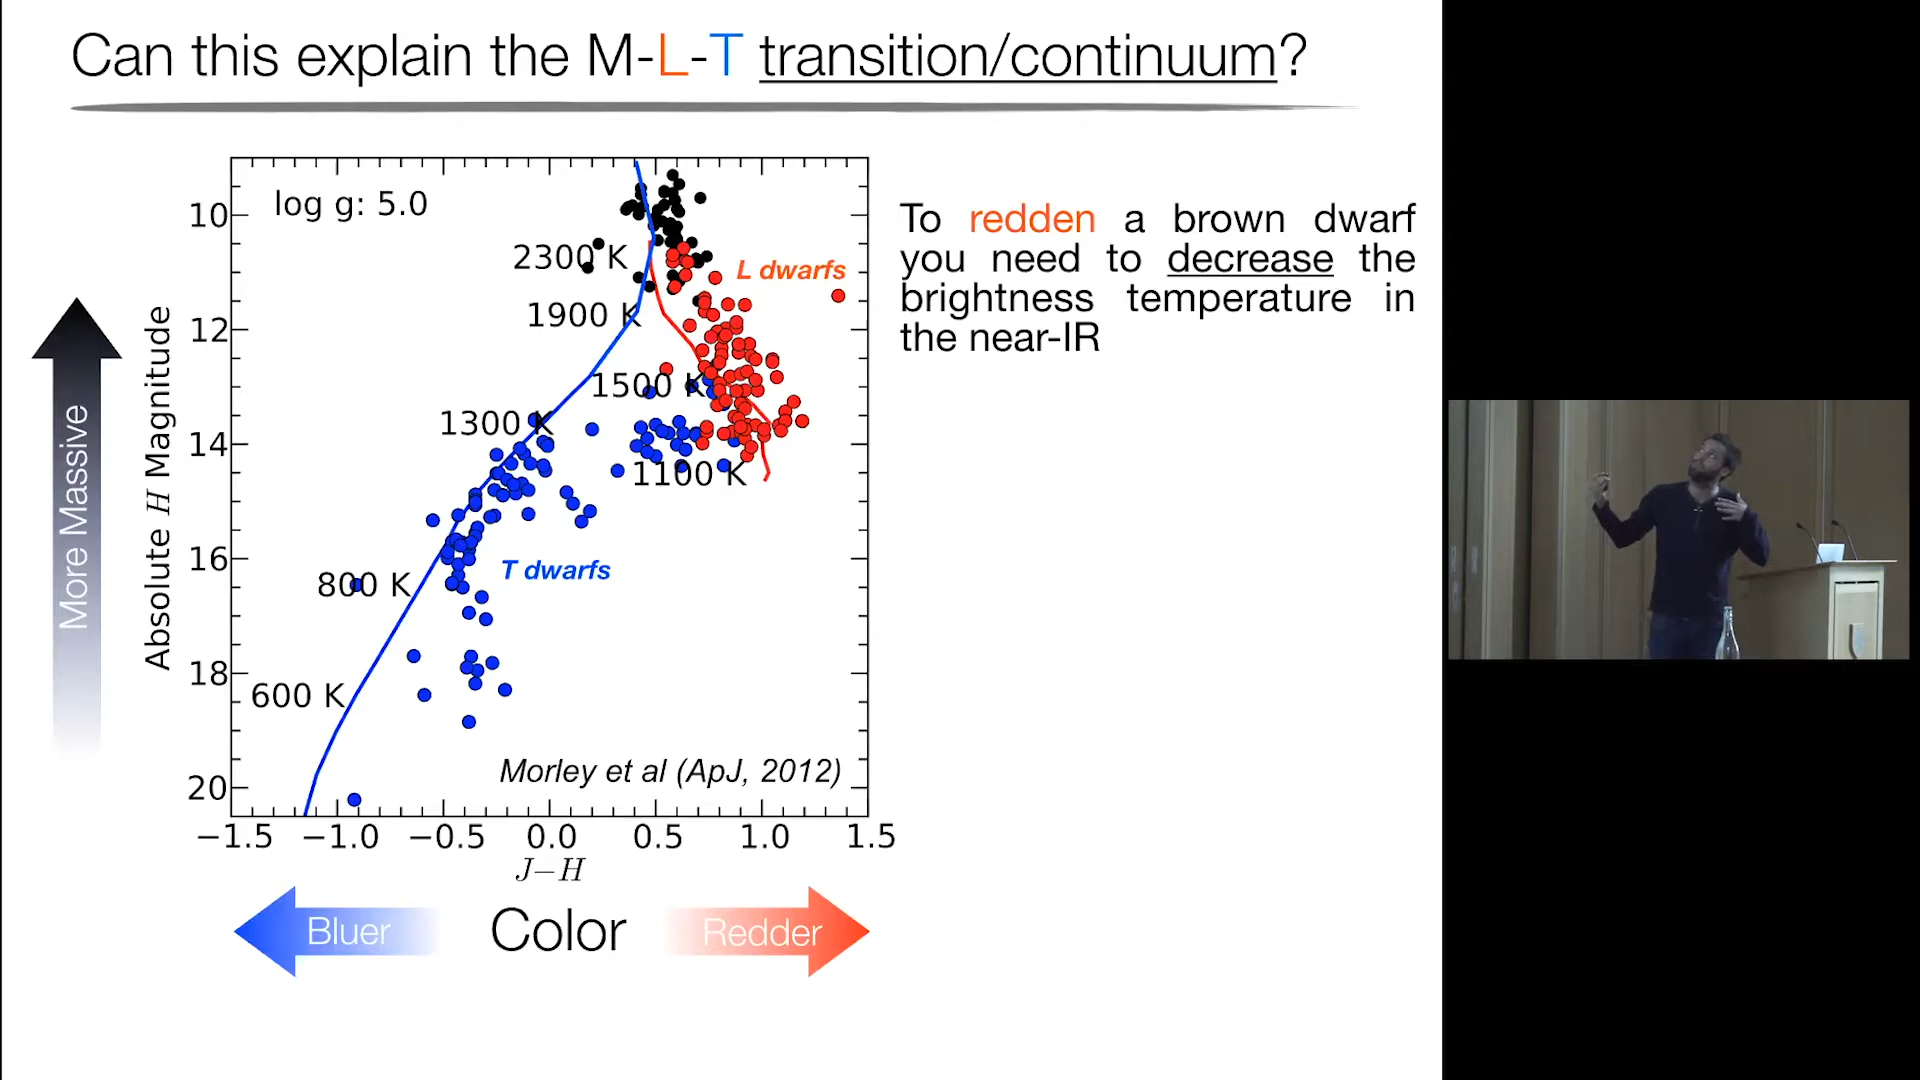 Can this explain the M-L-T transition/continuum?
log g: 5.0
2300 K
1900 K
1500 K
1300 K
1100 K
800 K
600 K
L dwarfs
T dwarfs
Morley et al (ApJ, 2012)
More Massive
Absolute H Magnitude
10
12
14
16
18
20
−1.5 −1.0 −0.5 0.0 0.5 1.0 1.5
J−H
Bluer Color Redder
To redden a brown dwarf
you need to decrease the
brightness temperature in
the near-IR